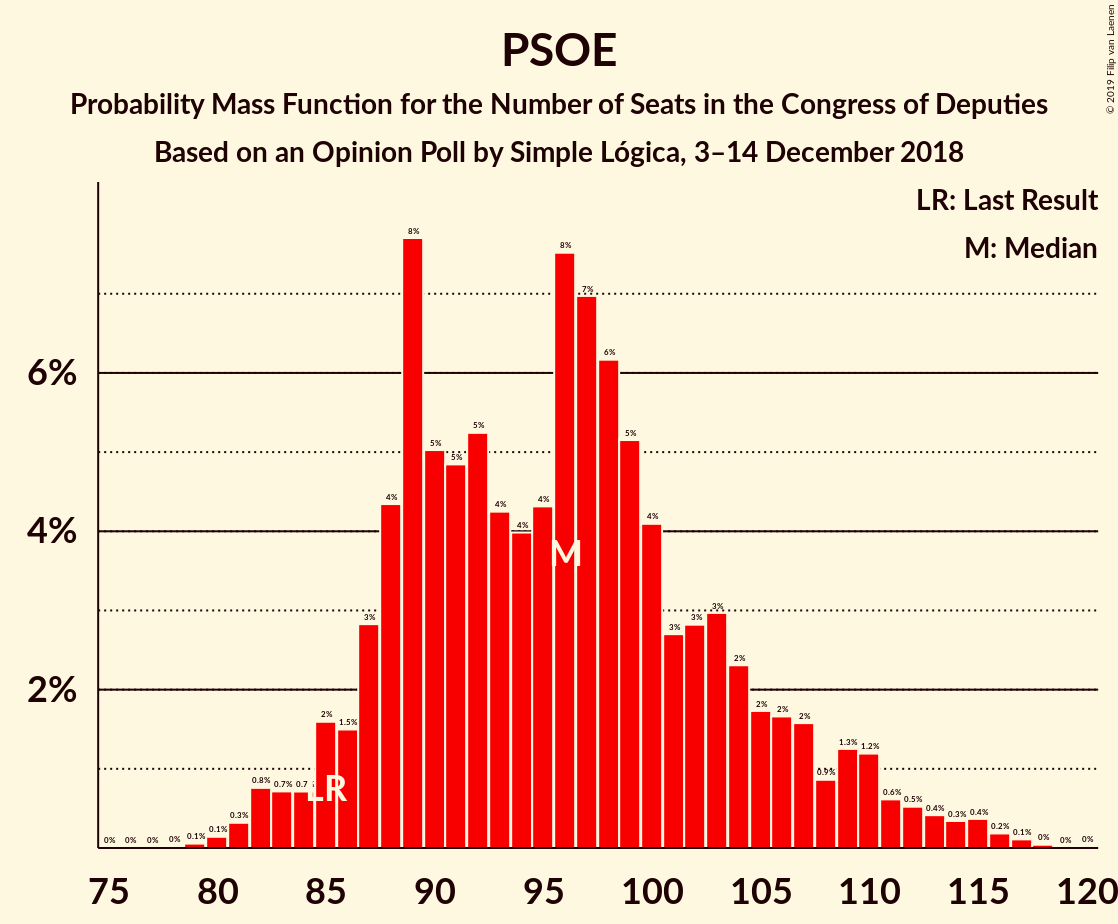 PSOE
Probability Mass Function for the Number of Seats in the Congress of Deputies
Based on an Opinion Poll by Simple Lógica, 3–14 December 2018
© 2019 Filip van Laenen
LR: Last Result
M: Median
6%
4%
2%
0% 0% 0% 0% 0.1% 0.1% 0.3% 0.8% 0.7% 0.7 2% 1.5% 3% 4% 8% 5% 5% 5% 4% 4% 4% 8% 7% 6% 5% 4% 3% 3% 3% 2% 2% 2% 2% 0.9% 1.3% 1.2% 0.6% 0.5% 0.4% 0.3% 0.4% 0.2% 0.1% 0% 0% 0%
M
LR
75 80 85 90 95 100 105 110 115 120